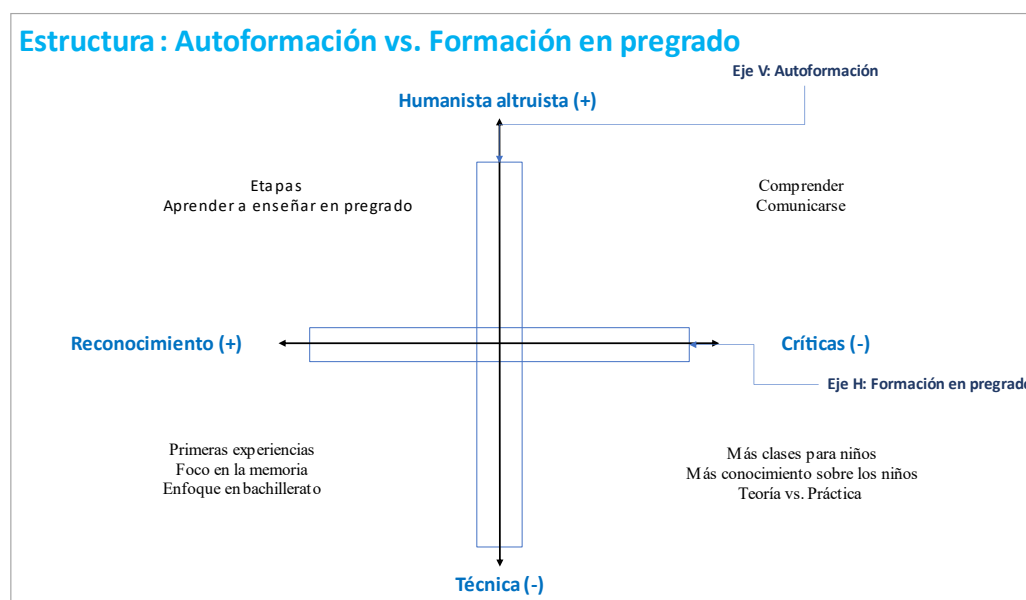 Estructura : Autoformación vs. Formación en pregrado
Eje V: Autoformación
Humanista altruista (+)
Etapas
Aprender a enseñar en pregrado
Comprender
Comunicarse
Reconocimiento (+)
Críticas (-)
Eje H: Formación en pregrado
Primeras experiencias
Foco en la memoria
Enfoque en bachillerato
Más clases para niños
Más conocimiento sobre los niños
Teoría vs. Práctica
Técnica (-)